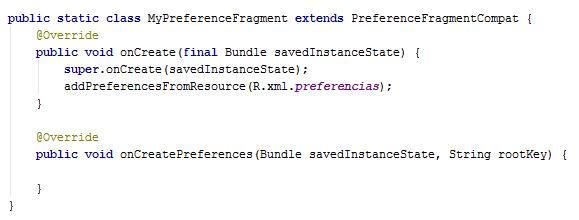 public static class MyPreferenceFragment extends PreferenceFragmentCompat {
    @Override
    public void onCreate(final Bundle savedInstanceState) {
        super.onCreate(savedInstanceState);
        addPreferencesFromResource(R.xml.preferencias);
    }

    @Override
    public void onCreatePreferences(Bundle savedInstanceState, String rootKey) {

    }
}